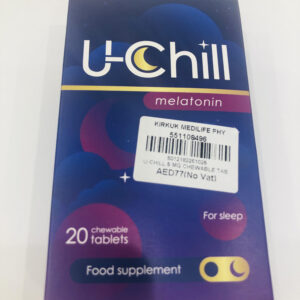 U-Chill
melatonin
KIRKUK MEDILIFE PHY
551108496
U-CHILL 5 MG CHEWABLE TAB
AED77(No Vat)
For sleep
20 chewable
tablets
Food supplement